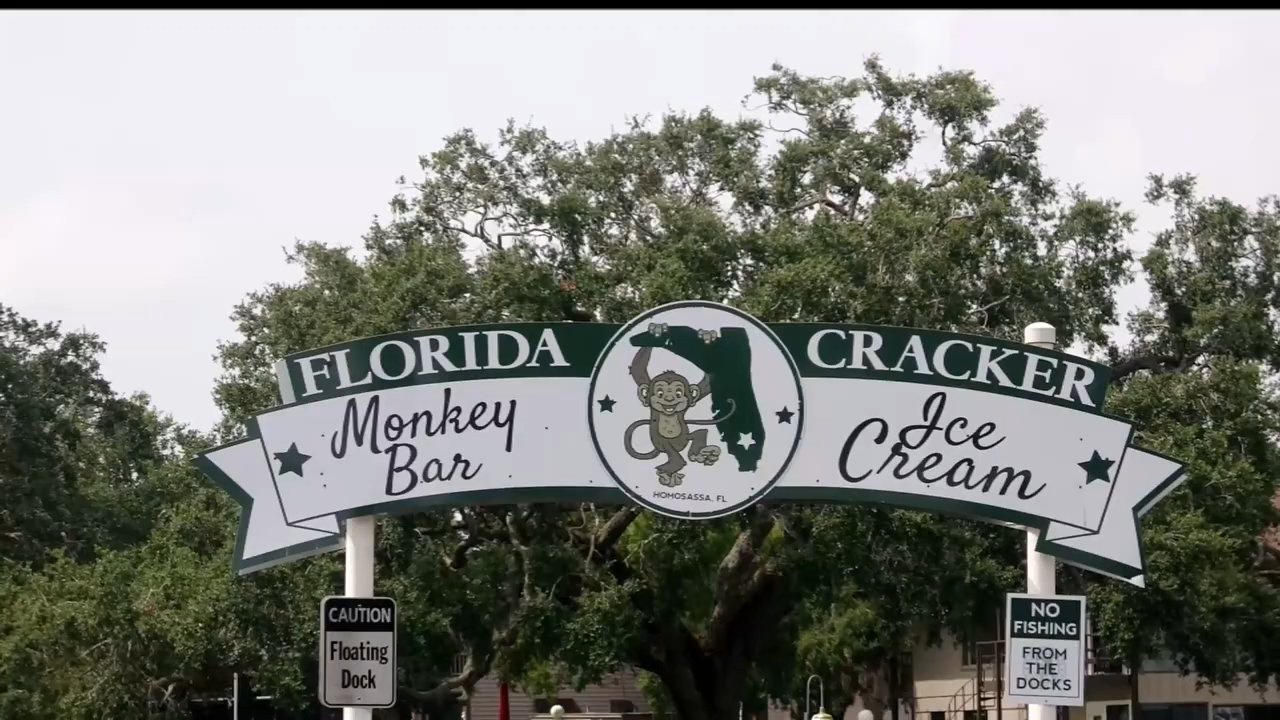 FLORIDA CRACKER
Monkey
Bar
Ice
Cream
HOMOSASSA, FL
CAUTION
Floating
Dock
NO
FISHING
FROM
THE
DOCKS